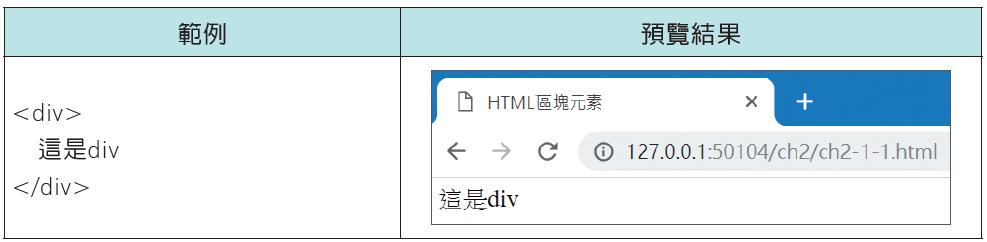 範例
預覽結果
<div>
這是div
</div>
HTML區塊元素
127.0.0.1:50104/ch2/ch2-1-1.html
這是div